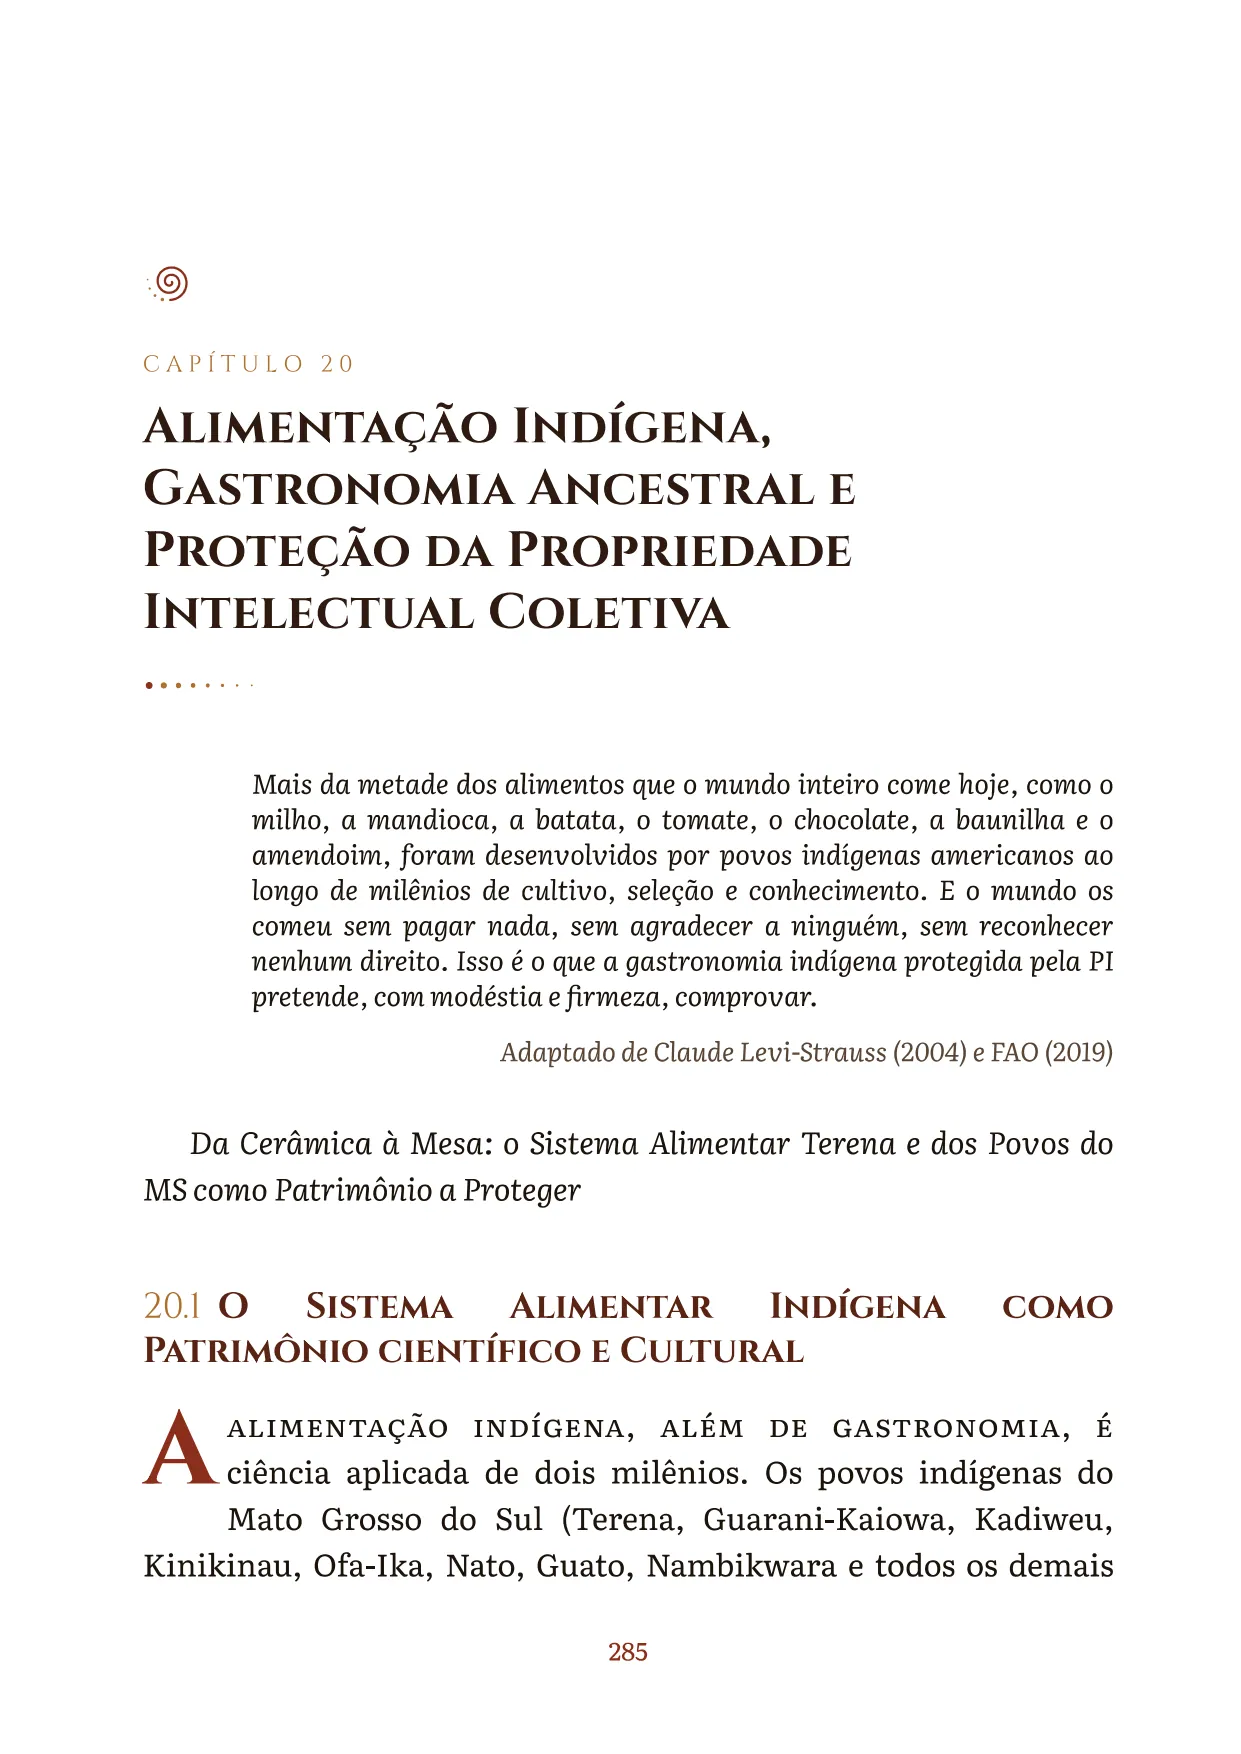 CAPÍTULO 20
Alimentação Indígena,
Gastronomia Ancestral e
Proteção da Propriedade
Intelectual Coletiva
Mais da metade dos alimentos que o mundo inteiro come hoje, como o
milho, a mandioca, a batata, o tomate, o chocolate, a baunilha e o
amendoim, foram desenvolvidos por povos indígenas americanos ao
longo de milênios de cultivo, seleção e conhecimento. E o mundo os
comeu sem pagar nada, sem agradecer a ninguém, sem reconhecer
nenhum direito. Isso é o que a gastronomia indígena protegida pela PI
pretende, com modéstia e firmeza, comprovar.
Adaptado de Claude Levi-Strauss (2004) e FAO (2019)
Da Cerâmica à Mesa: o Sistema Alimentar Terena e dos Povos do
MS como Patrimônio a Proteger
20.1 O Sistema Alimentar Indígena como
Patrimônio científico e Cultural
A alimentação indígena, além de gastronomia, é
ciência aplicada de dois milênios. Os povos indígenas do
Mato Grosso do Sul (Terena, Guarani-Kaiowa, Kadiweu,
Kinikinau, Ofa-Ika, Nato, Guato, Nambikwara e todos os demais
285